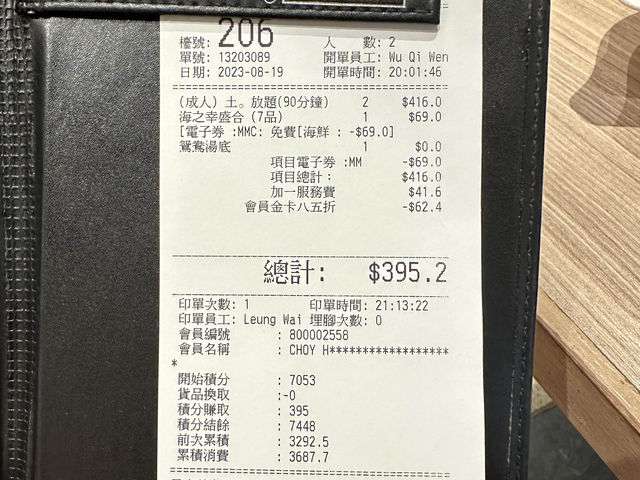 檯號: 206 人 數: 2
單號: 13203089 開單員工: Wu Qi Wen
日期: 2023-08-19 開單時間: 20:01:46
(成人) 土。放題(90分鐘) 2 $416.0
海之幸盛合 (7品) 1 $69.0
[電子券 :MMC: 免費[海鮮 : -$69.0]
鴛鴦湯底 1 $0.0
項目電子券 :MM -$69.0
項目總計: $416.0
加一服務費 $41.6
會員金卡八五折 -$62.4
總計: $395.2
印單次數: 1 印單時間: 21:13:22
印單員工: Leung Wai 埋腳次數: 0
會員編號 : 800002558
會員名稱 : CHOY H******************
*
開始積分 : 7053
貨品換取 :-0
積分賺取 : 395
積分結餘 : 7448
前次累積 : 3292.5
累積消費 : 3687.7